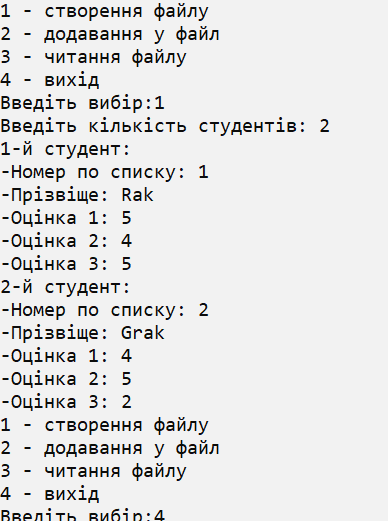 1 - створення файлу
2 - додавання у файл
3 - читання файлу
4 - вихід
Введіть вибір:1
Введіть кількість студентів: 2
1-й студент:
-Номер по списку: 1
-Прізвіще: Rak
-Оцінка 1: 5
-Оцінка 2: 4
-Оцінка 3: 5
2-й студент:
-Номер по списку: 2
-Прізвіще: Grak
-Оцінка 1: 4
-Оцінка 2: 5
-Оцінка 3: 2
1 - створення файлу
2 - додавання у файл
3 - читання файлу
4 - вихід
Введіть вибір:4